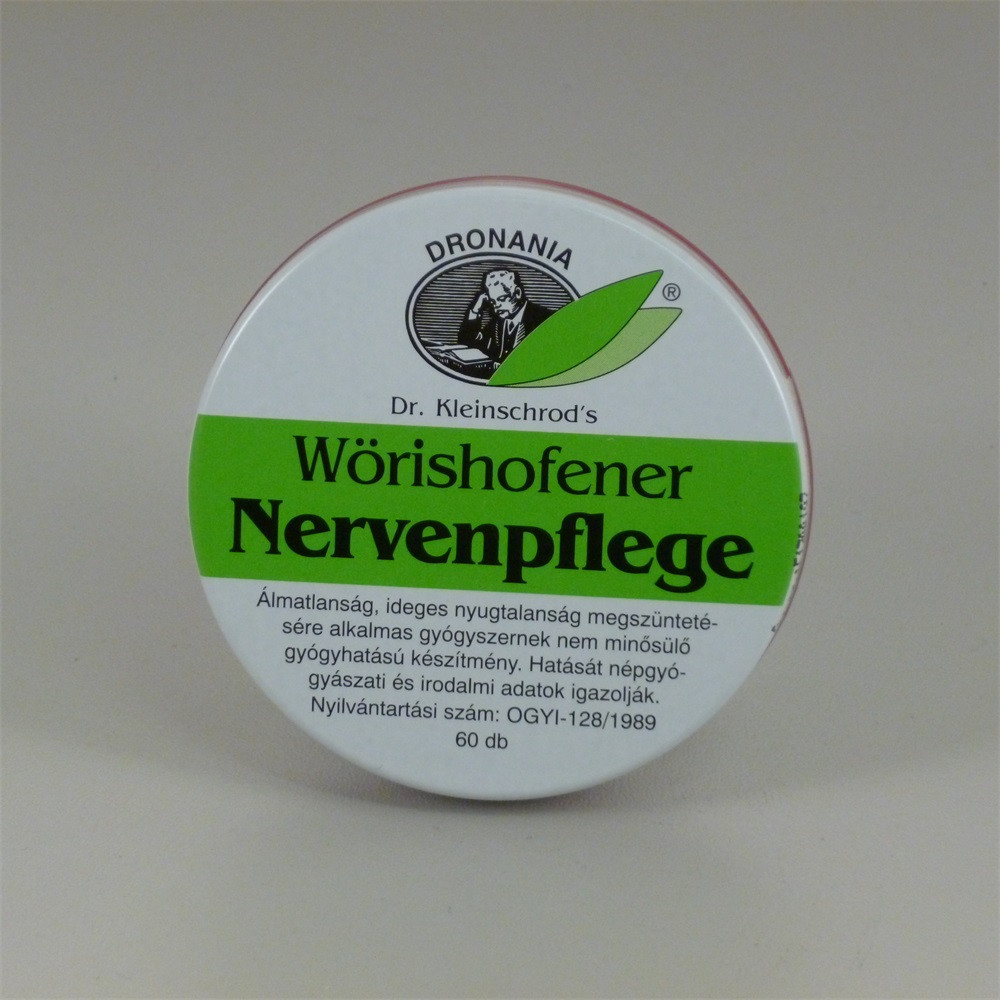 DRONANIA
®
Dr. Kleinschrod's
Wörishofener
Nervenpflege
Álmatlanság, ideges nyugtalanság megszünteté-
sére alkalmas gyógyszernek nem minősülő
gyógyhatású készítmény. Hatását népgyó-
gyászati és irodalmi adatok igazolják.
Nyilvántartási szám: OGYI-128/1989
60 db